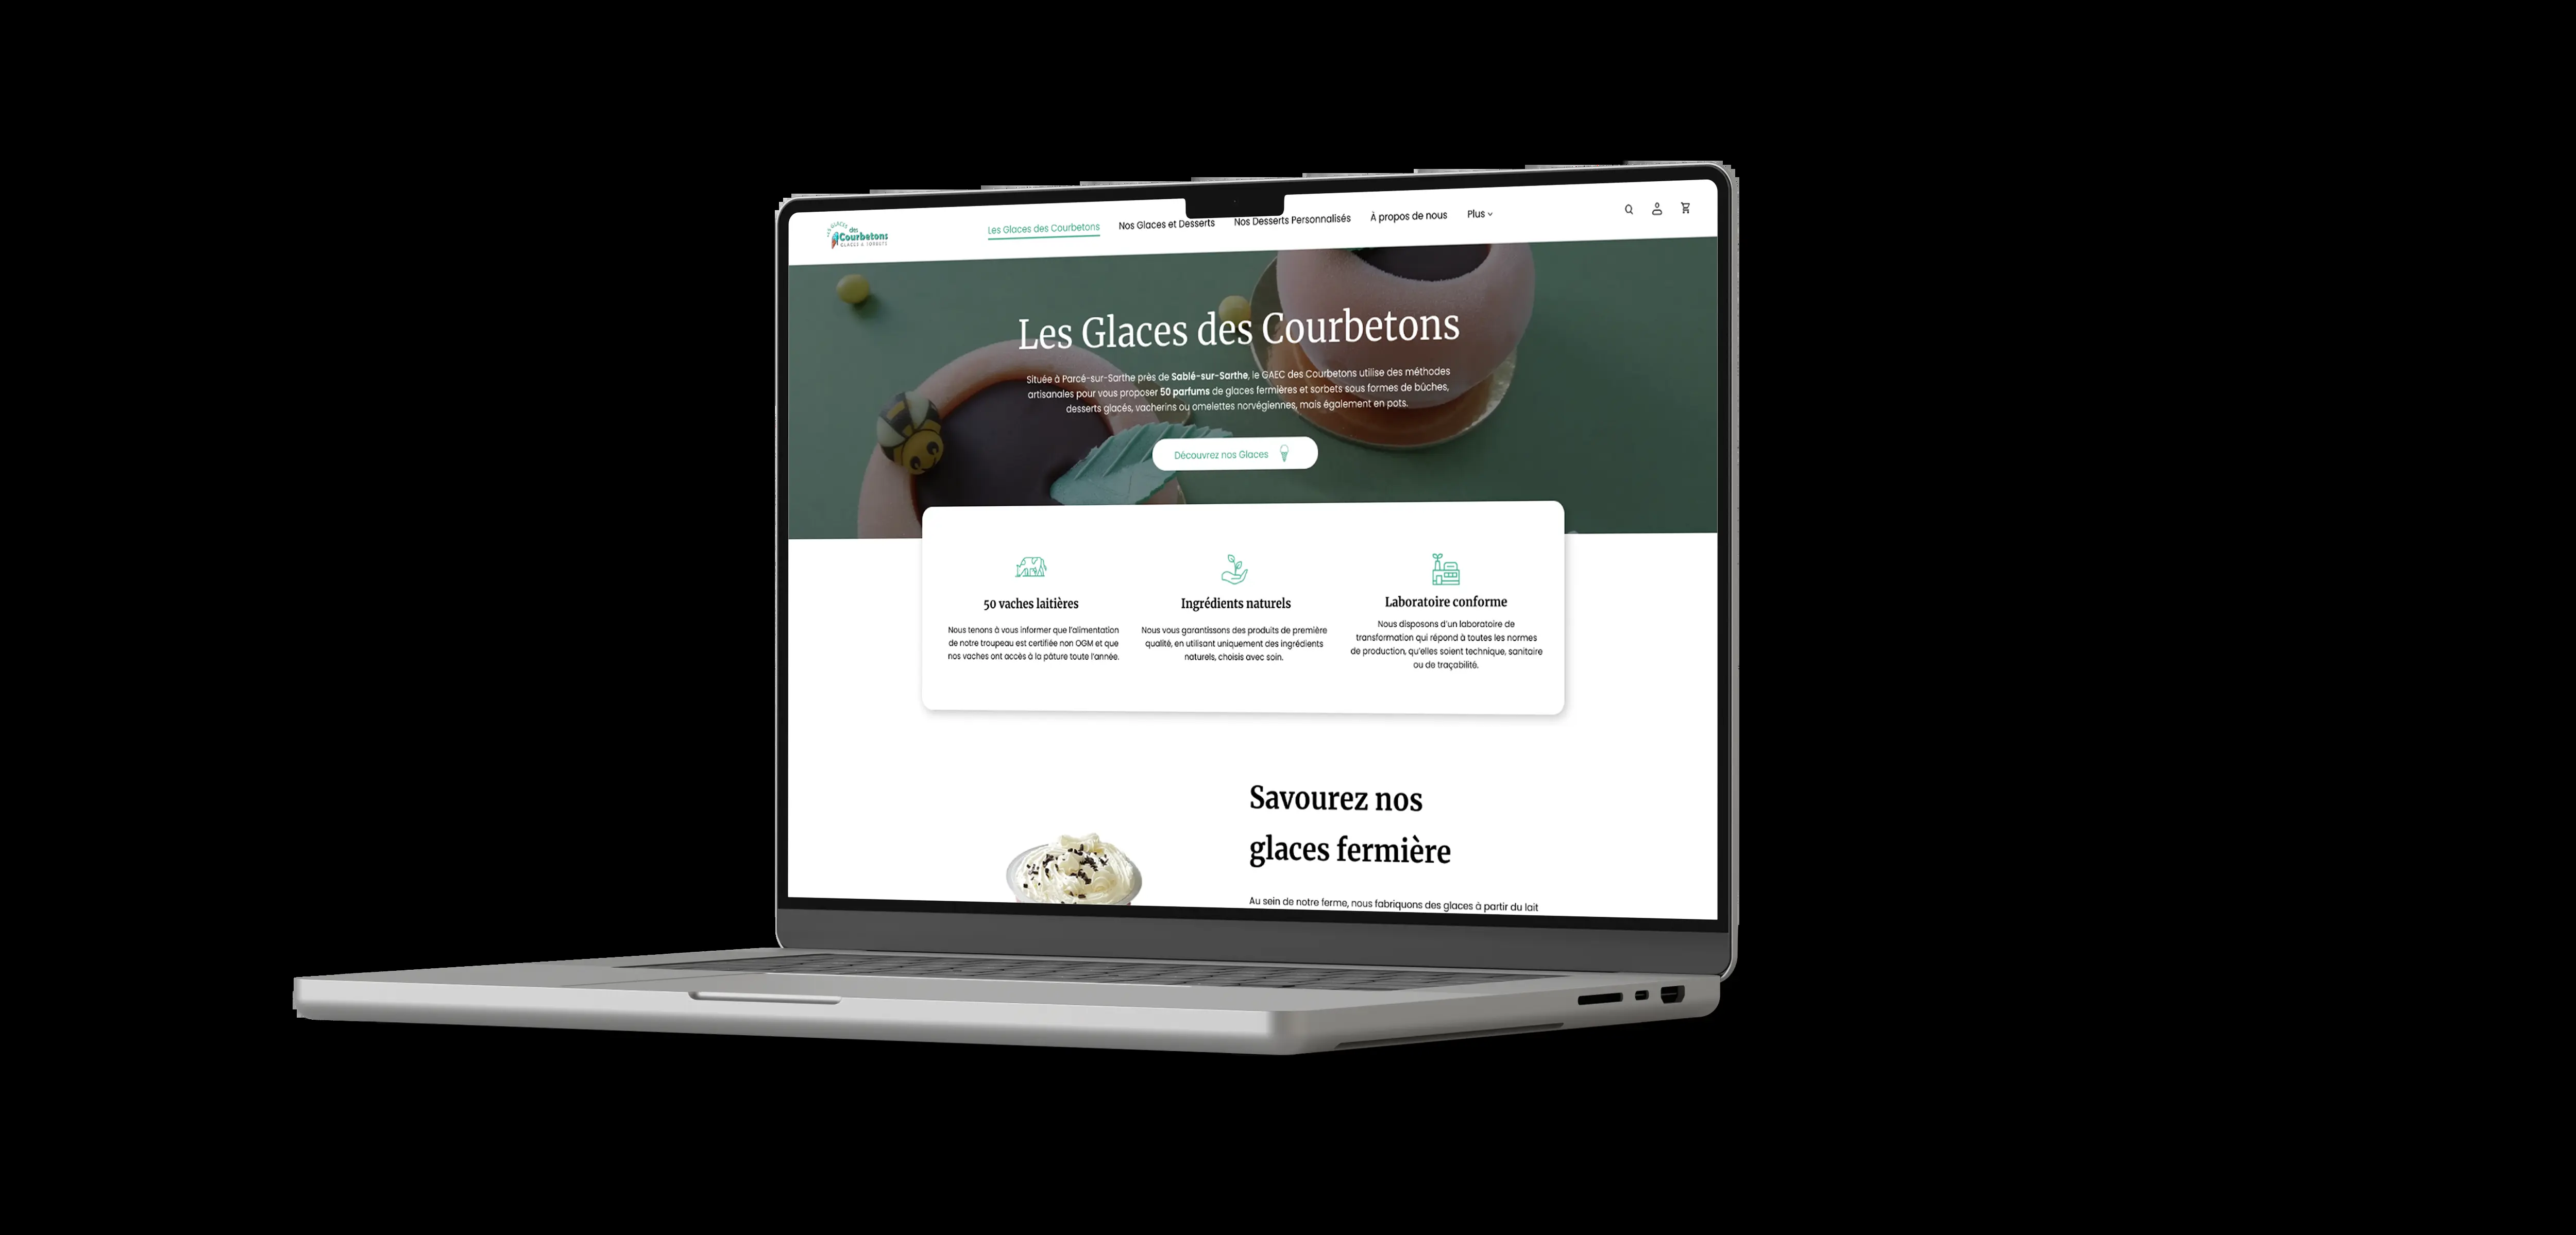 LES GLACES
des
Courbetons
GLACES & SORBETS
Les Glaces des Courbetons
Nos Glaces et Desserts
Nos Desserts Personnalisés
À propos de nous
Plus
Les Glaces des Courbetons
Située à Parcé-sur-Sarthe près de Sablé-sur-Sarthe, le GAEC des Courbetons utilise des méthodes
artisanales pour vous proposer 50 parfums de glaces fermières et sorbets sous formes de bûches,
desserts glacés, vacherins ou omelettes norvégiennes, mais également en pots.
Découvrez nos Glaces
50 vaches laitières
Nous tenons à vous informer que l'alimentation
de notre troupeau est certifiée non OGM et que
nos vaches ont accès à la pâture toute l'année.
Ingrédients naturels
Nous vous garantissons des produits de première
qualité, en utilisant uniquement des ingrédients
naturels, choisis avec soin.
Laboratoire conforme
Nous disposons d'un laboratoire de
transformation qui répond à toutes les normes
de production, qu'elles soient technique, sanitaire
ou de traçabilité.
Savourez nos
glaces fermière
Au sein de notre ferme, nous fabriquons des glaces à partir du lait